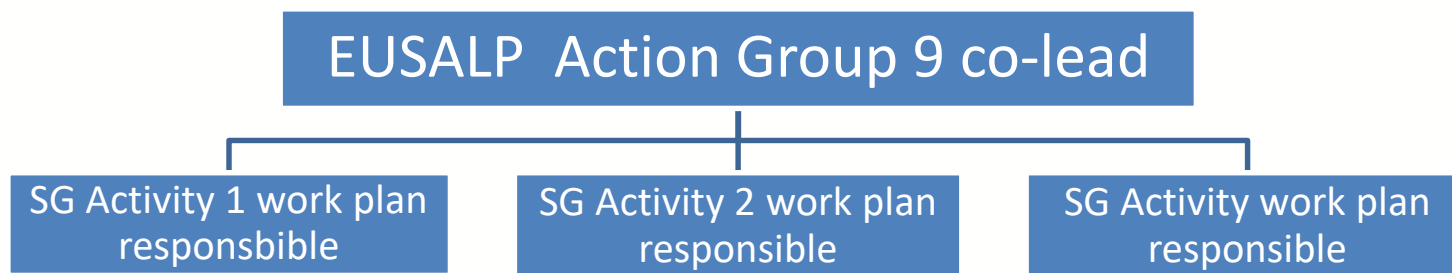 EUSALP  Action Group 9 co-lead
SG Activity 1 work plan
responsbible
SG Activity 2 work plan
responsible
SG Activity work plan
responsible